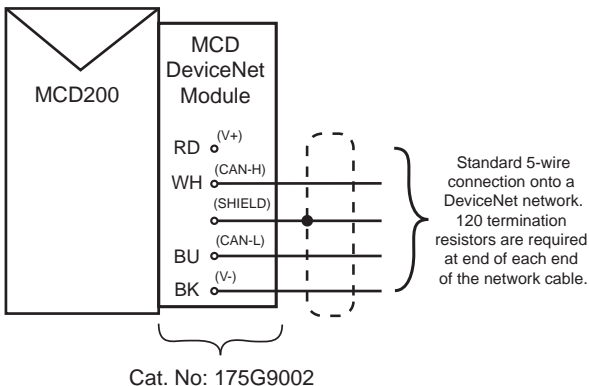 MCD200
MCD
DeviceNet
Module
RD (V+)
WH (CAN-H)
(SHIELD)
BU (CAN-L)
BK (V-)
Standard 5-wire
connection onto a
DeviceNet network.
120 termination
resistors are required
at end of each end
of the network cable.
Cat. No: 175G9002